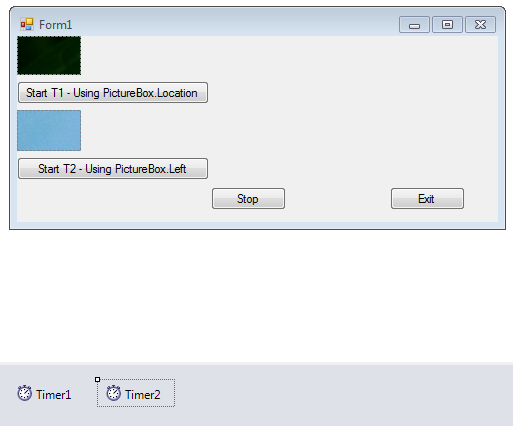 Form1
Start T1 - Using PictureBox.Location
Start T2 - Using PictureBox.Left
Stop Exit
Timer1 Timer2